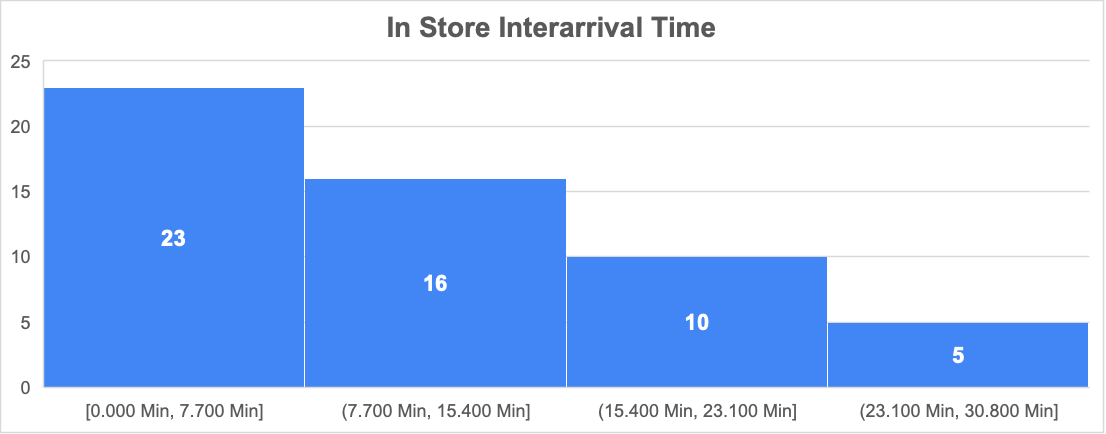 In Store Interarrival Time
25
20
15
10
5
0
23
16
10
5
[0.000 Min, 7.700 Min]
(7.700 Min, 15.400 Min]
(15.400 Min, 23.100 Min]
(23.100 Min, 30.800 Min]